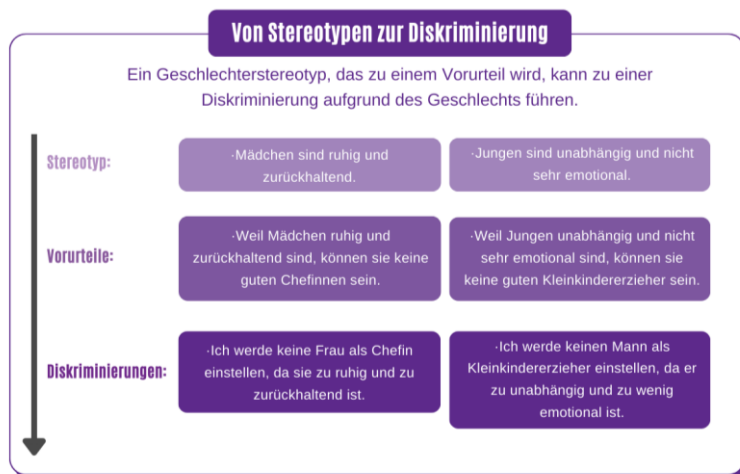 Von Stereotypen zur Diskriminierung
Ein Geschlechterstereotyp, das zu einem Vorurteil wird, kann zu einer
Diskriminierung aufgrund des Geschlechts führen.
Stereotyp:
·Mädchen sind ruhig und
zurückhaltend.
·Jungen sind unabhängig und nicht
sehr emotional.
Vorurteile:
·Weil Mädchen ruhig und
zurückhaltend sind, können sie keine
guten Chefinnen sein.
·Weil Jungen unabhängig und nicht
sehr emotional sind, können sie
keine guten Kleinkindererzieher sein.
Diskriminierungen:
·Ich werde keine Frau als Chefin
einstellen, da sie zu ruhig und zu
zurückhaltend ist.
·Ich werde keinen Mann als
Kleinkindererzieher einstellen, da er
zu unabhängig und zu wenig
emotional ist.